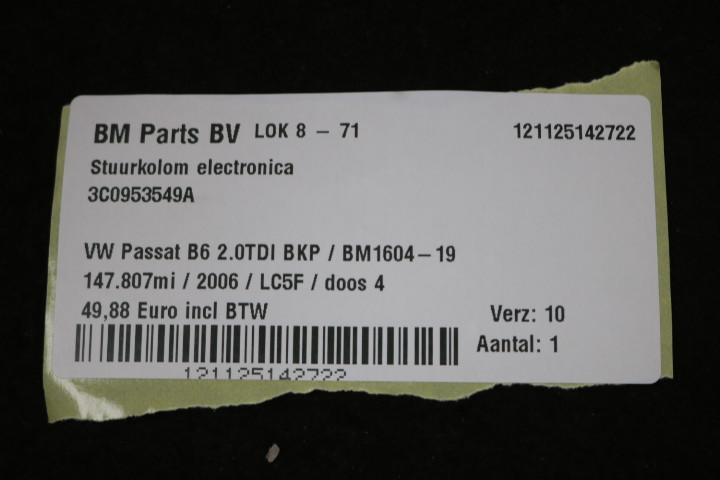 BM Parts BV LOK 8 – 71 121125142722
Stuurkolom electronica
3C0953549A
VW Passat B6 2.0TDI BKP / BM1604–19
147.807mi / 2006 / LC5F / doos 4
49,88 Euro incl BTW Verz: 10
Aantal: 1
121125142722